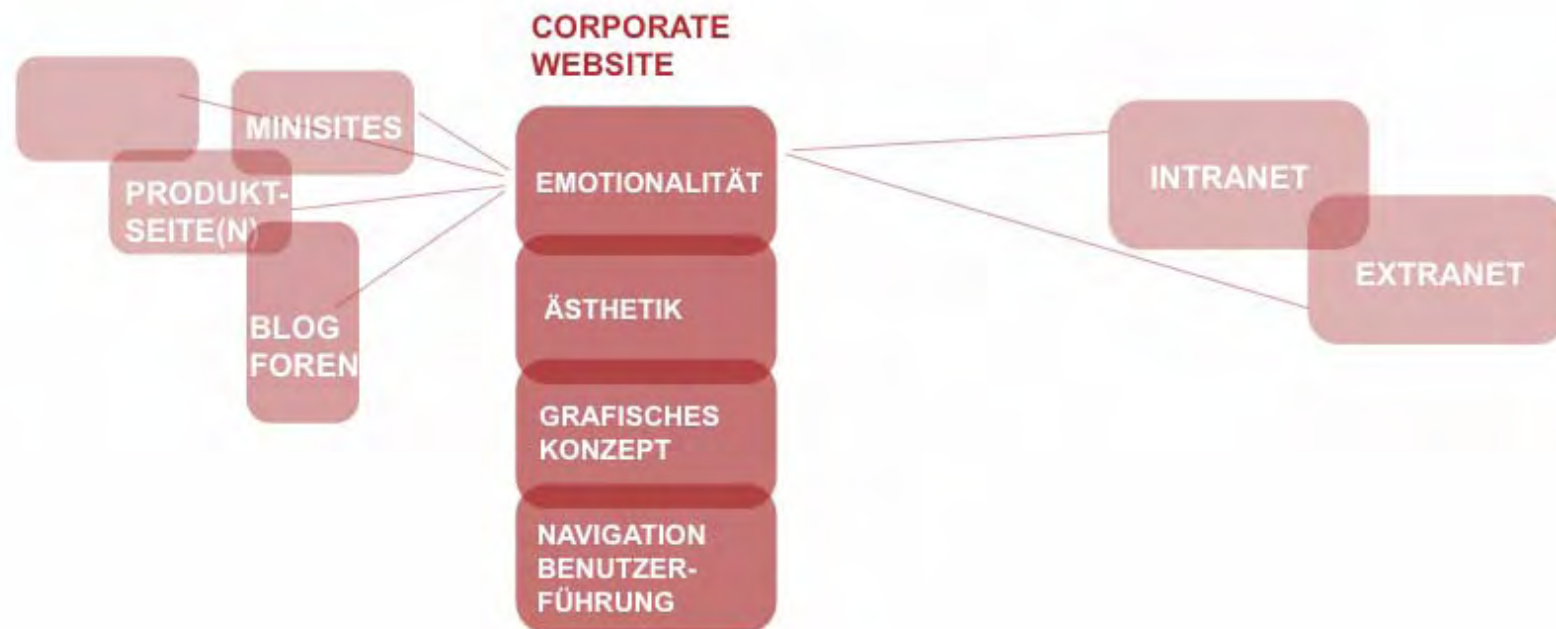 CORPORATE
WEBSITE
MINISITES
PRODUKT-
SEITE(N)
BLOG
FOREN
EMOTIONALITÄT
ÄSTHETIK
GRAFISCHES
KONZEPT
NAVIGATION
BENUTZER-
FÜHRUNG
INTRANET
EXTRANET